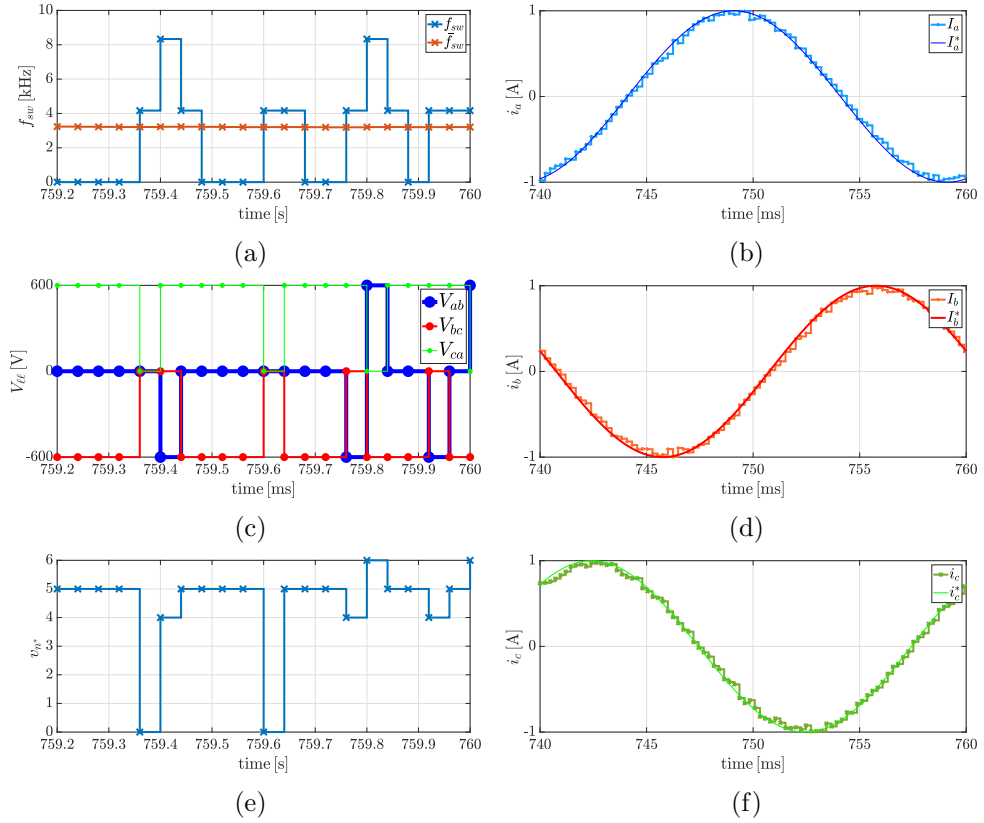 10
8
6
4
2
0
f_sw [kHz]
f_sw
f̄_sw
759.2 759.3 759.4 759.5 759.6 759.7 759.8 759.9 760
time [s]
(a)
1
0
-1
i_a [A]
I_a
I_a^*
740 745 750 755 760
time [ms]
(b)
600
0
-600
V_ℓℓ [V]
V_ab
V_bc
V_ca
759.2 759.3 759.4 759.5 759.6 759.7 759.8 759.9 760
time [ms]
(c)
1
0
-1
i_b [A]
I_b
I_b^*
740 745 750 755 760
time [ms]
(d)
6
5
4
3
2
1
0
v_n*
759.2 759.3 759.4 759.5 759.6 759.7 759.8 759.9 760
time [s]
(e)
1
0
-1
i_c [A]
i_c
i_c^*
740 745 750 755 760
time [ms]
(f)